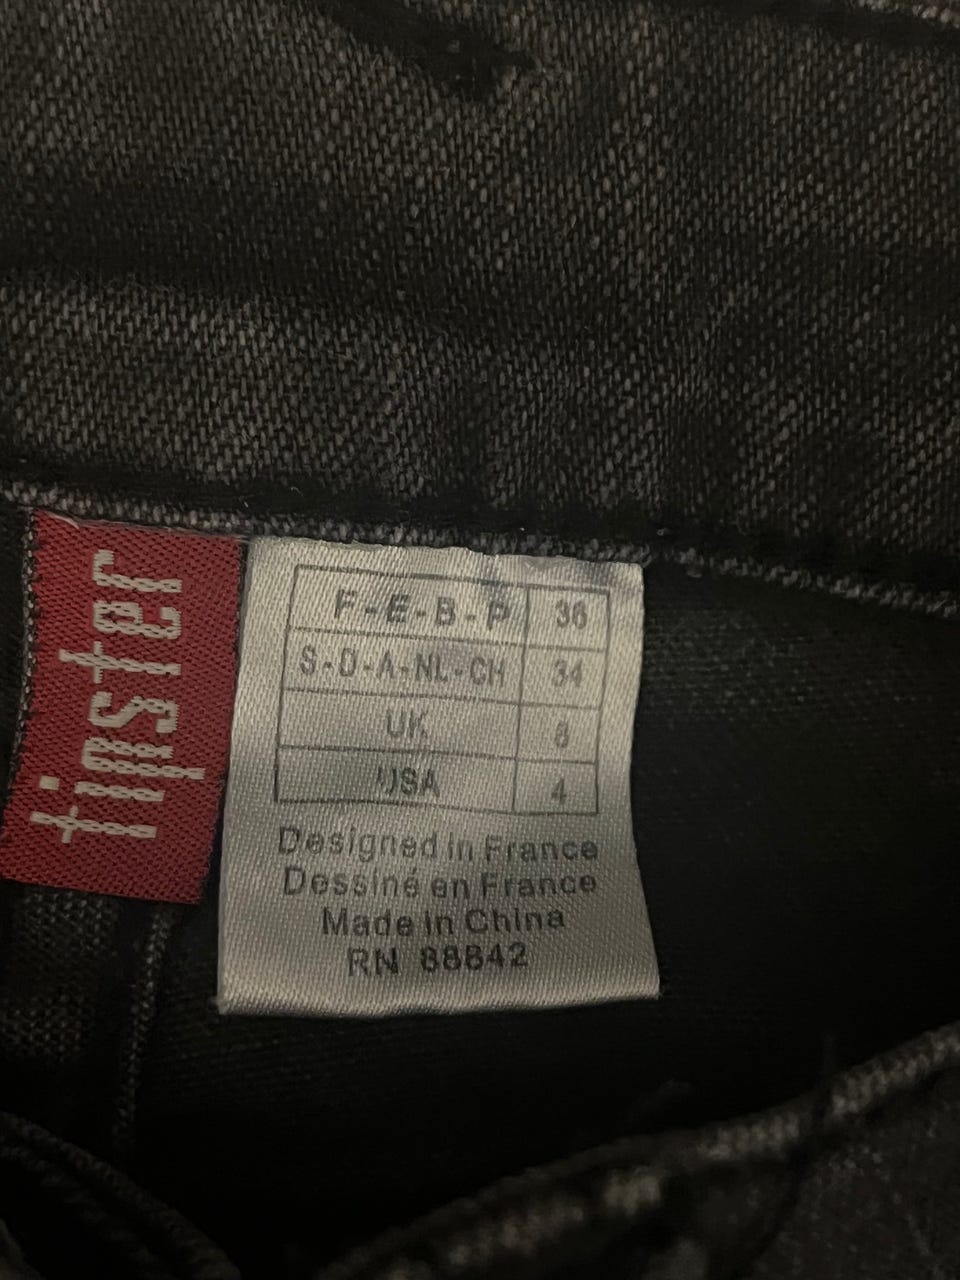 tipster
F-E-B-P 36
S-D-A-NL-CH 34
UK 8
USA 4
Designed in France
Dessiné en France
Made in China
RN 88842